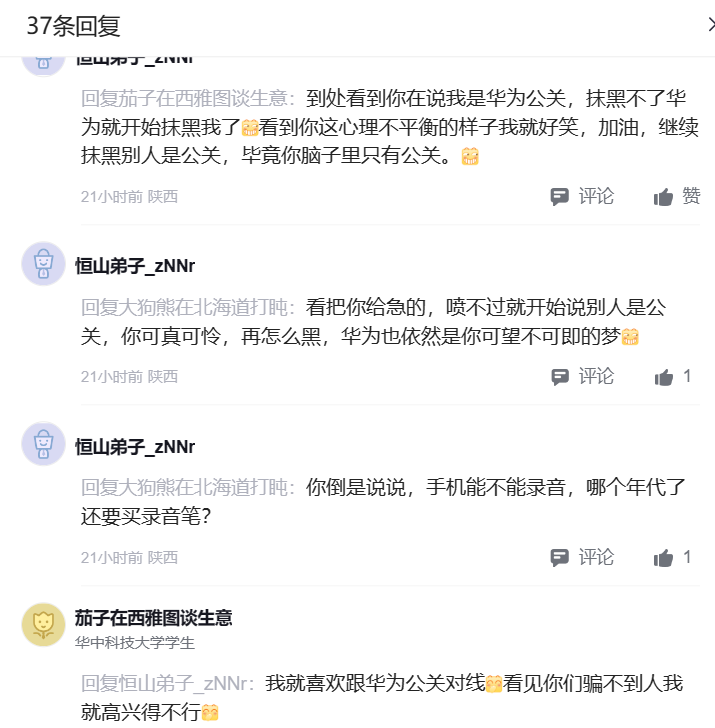 37条回复
恒山弟子_zNNr
回复茄子在西雅图谈生意：到处看到你在说我是华为公关，抹黑不了华
为就开始抹黑我了看到你这心理不平衡的样子我就好笑，加油，继续
抹黑别人是公关，毕竟你脑子里只有公关。
21小时前 陕西 评论 赞
恒山弟子_zNNr
回复大狗熊在北海道打盹：看把你给急的，喷不过就开始说别人是公
关，你可真可怜，再怎么黑，华为也依然是你可望不可即的梦
21小时前 陕西 评论 1
恒山弟子_zNNr
回复大狗熊在北海道打盹：你倒是说说，手机能不能录音，哪个年代了
还要买录音笔？
21小时前 陕西 评论 1
茄子在西雅图谈生意
华中科技大学学生
回复恒山弟子_zNNr：我就喜欢跟华为公关对线看见你们骗不到人我
就高兴得不行